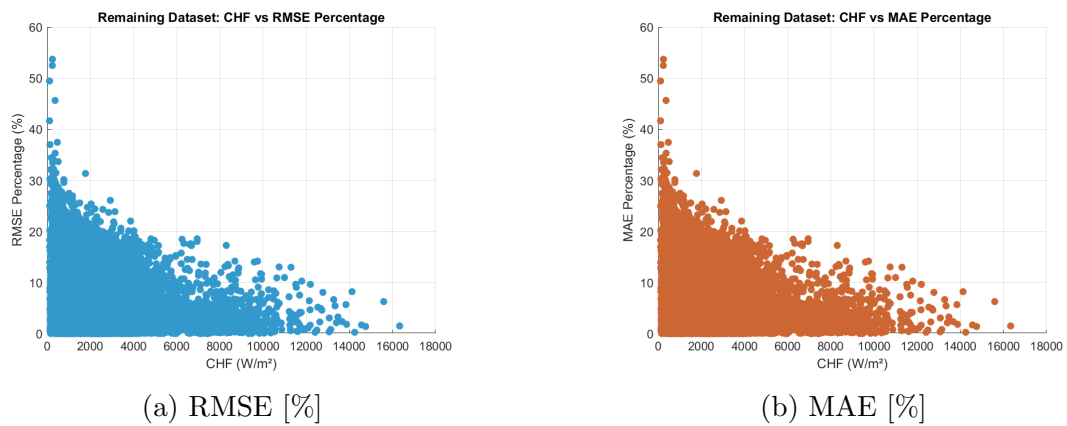 Remaining Dataset: CHF vs RMSE Percentage
60
50
40
30
20
10
0
RMSE Percentage (%)
0 2000 4000 6000 8000 10000 12000 14000 16000 18000
CHF (W/m²)
(a) RMSE [%]
Remaining Dataset: CHF vs MAE Percentage
60
50
40
30
20
10
0
MAE Percentage (%)
0 2000 4000 6000 8000 10000 12000 14000 16000 18000
CHF (W/m²)
(b) MAE [%]